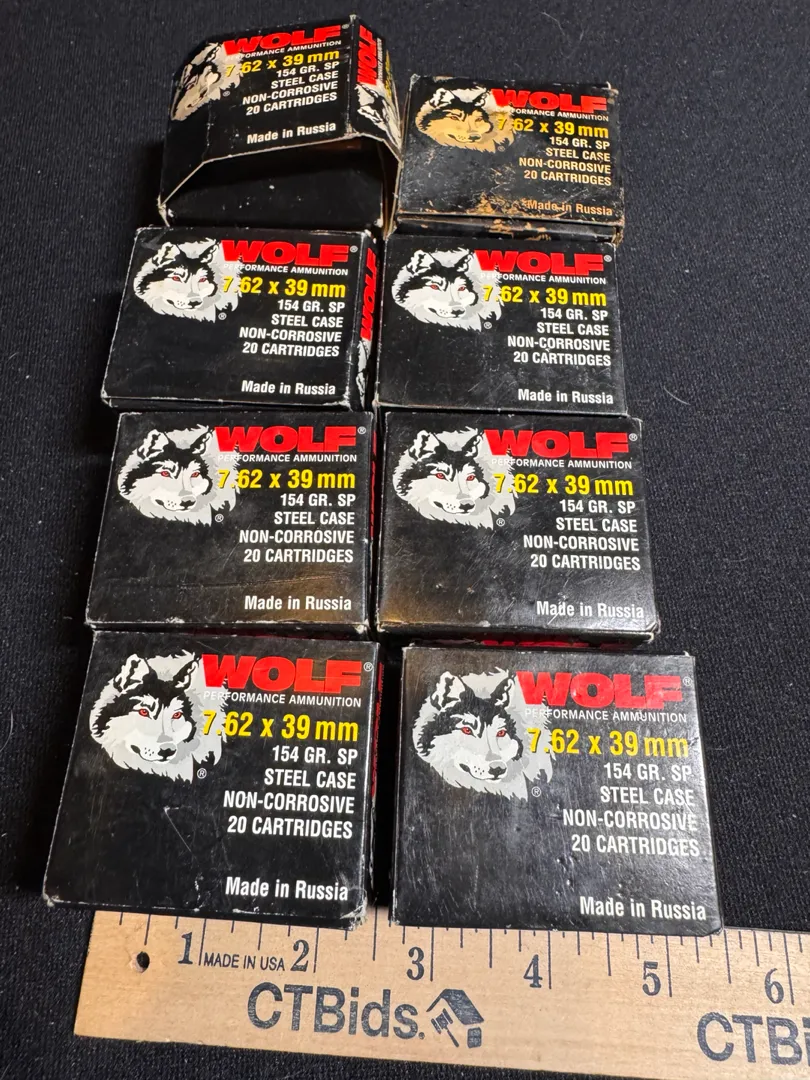 WOLF®
PERFORMANCE AMMUNITION
7.62 x 39 mm
154 GR. SP
STEEL CASE
NON-CORROSIVE
20 CARTRIDGES
Made in Russia
WOLF
®
WOLF
PERFORMANCE AMMUNITION
7.62 x 39 mm
154 GR. SP
STEEL CASE
NON-CORROSIVE
20 CARTRIDGES
Made in Russia
WOLF®
PERFORMANCE AMMUNITION
7.62 x 39 mm
154 GR. SP
STEEL CASE
NON-CORROSIVE
20 CARTRIDGES
Made in Russia
®
WOLF
WOLF®
PERFORMANCE AMMUNITION
7.62 x 39 mm
154 GR. SP
STEEL CASE
NON-CORROSIVE
20 CARTRIDGES
Made in Russia
®
WOLF®
PERFORMANCE AMMUNITION
7.62 x 39 mm
154 GR. SP
STEEL CASE
NON-CORROSIVE
20 CARTRIDGES
Made in Russia
®
WOLF®
PERFORMANCE AMMUNITION
7.62 x 39 mm
154 GR. SP
STEEL CASE
NON-CORROSIVE
20 CARTRIDGES
Made in Russia
®
WOLF®
PERFORMANCE AMMUNITION
7.62 x 39 mm
154 GR. SP
STEEL CASE
NON-CORROSIVE
20 CARTRIDGES
Made in Russia
®
WOLF®
PERFORMANCE AMMUNITION
7.62 x 39 mm
154 GR. SP
STEEL CASE
NON-CORROSIVE
20 CARTRIDGES
Made in Russia
®
1 MADE IN USA 2 3 4 5 6
CTBids. CTBi